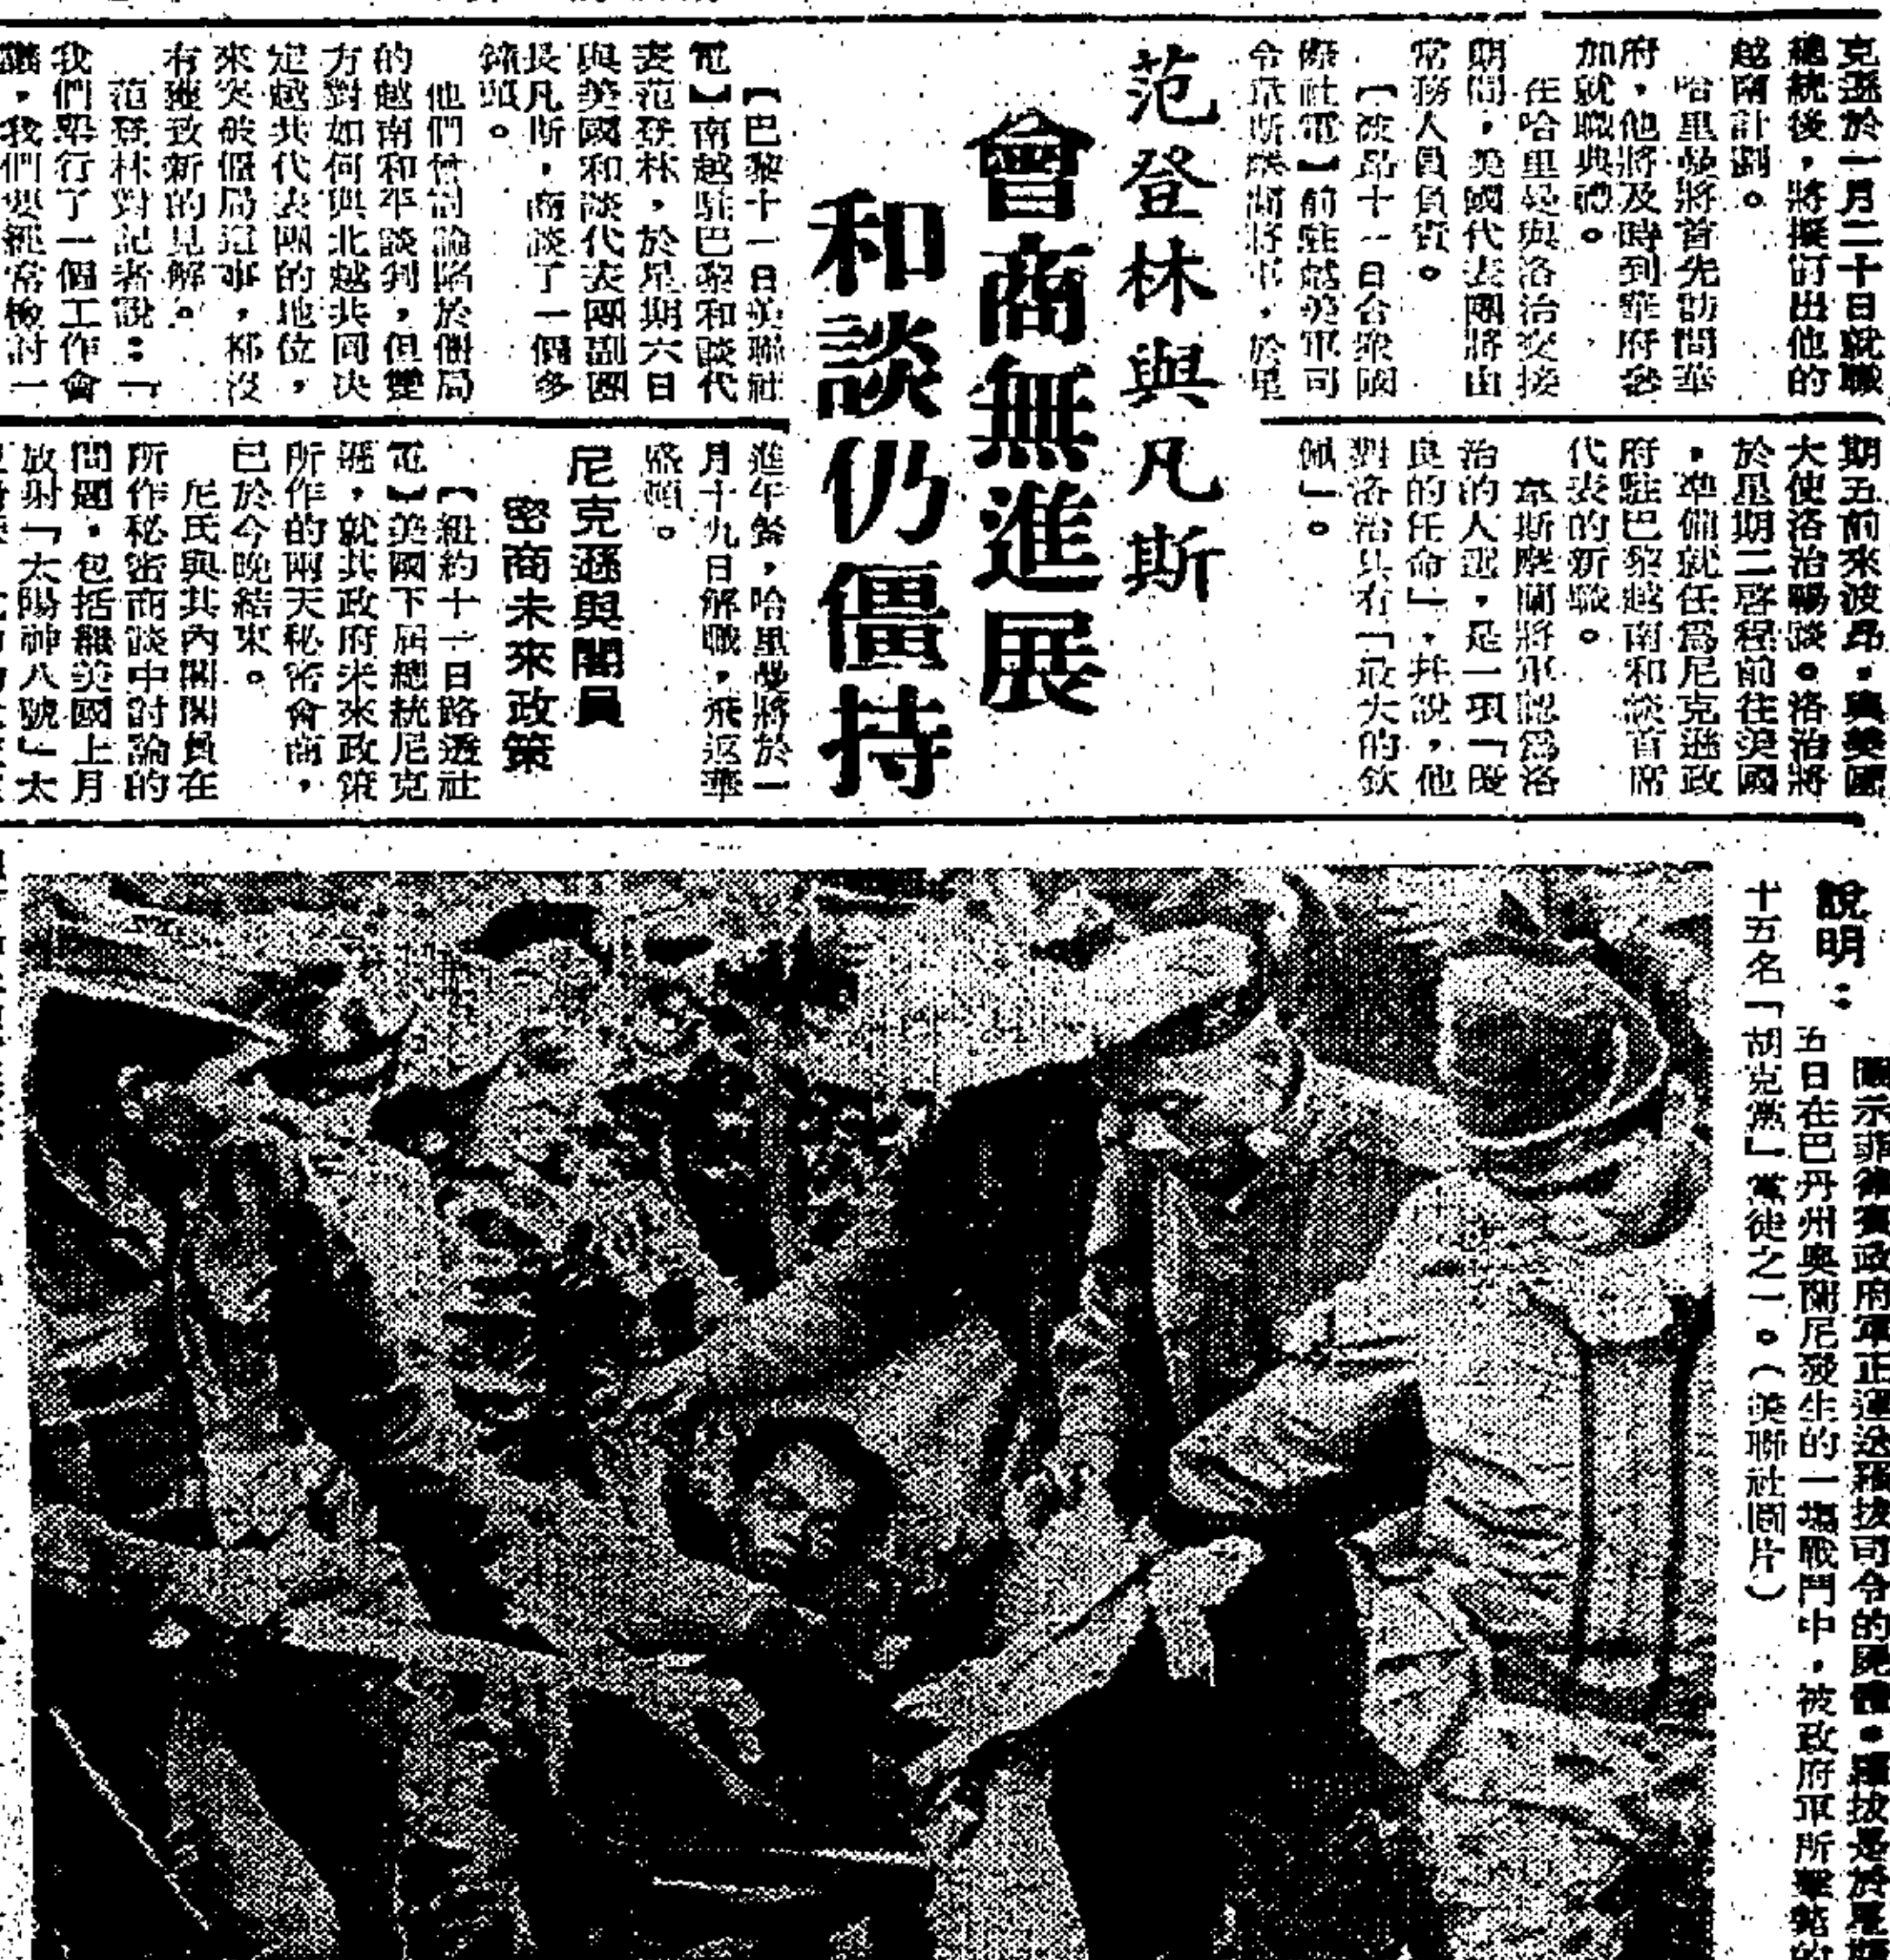 克遜於一月二十日就職
總統後，將擬訂出他的
越南計劃。
哈里曼將首先訪問華
府，他將及時到華府參
加就職典禮。
在哈里曼與洛治交接
期間，美國代表團將由
常務人員負責。
【波昂十一日合衆國
際社電】前駐越美軍司
令韋斯摩蘭將軍，於星
期五前來波昂，與美國
大使洛治暢談。洛治將
於星期二啓程前往美國
，準備就任爲尼克遜政
府駐巴黎越南和談首席
代表的新職。
韋斯摩蘭將軍認爲洛
治的人選，是一項「優
良的任命」，幷說，他
對洛治具有「最大的欽
佩」。
范登林與凡斯
會商無進展
和談仍僵持
【巴黎十一日美聯社
電】南越駐巴黎和談代
表范登林，於星期六日
與美國和談代表團副團
長凡斯，商談了一個多
鐘頭。
他們曾討論陷於僵局
的越南和平談判，但雙
方對如何與北越共同决
定越共代表團的地位，
來突破僵局這事，都沒
有獲致新的見解。
范登林對記者說：「
我們舉行了一個工作會
議，我們要經常檢討一
進午餐，哈里曼將於一
月十九日解職，飛返華
盛頓。
尼克遜與閣員
密商未來政策
【紐約十一日路透社
電】美國下屆總統尼克
遜，就其政府未來政策
所作的兩天秘密會商，
已於今晚結束。
尼氏與其內閣閣員在
所作秘密商談中討論的
問題，包括繼美國上月
放射「太陽神八號」太
說明：
圖示菲律賓政府軍正運送羅拔司令的屍體。羅拔是於星期
五日在巴丹州奧蘭尼發生的一場戰鬥中，被政府軍所擊斃的
十五名「胡克黨」黨徒之一。（美聯社圖片）